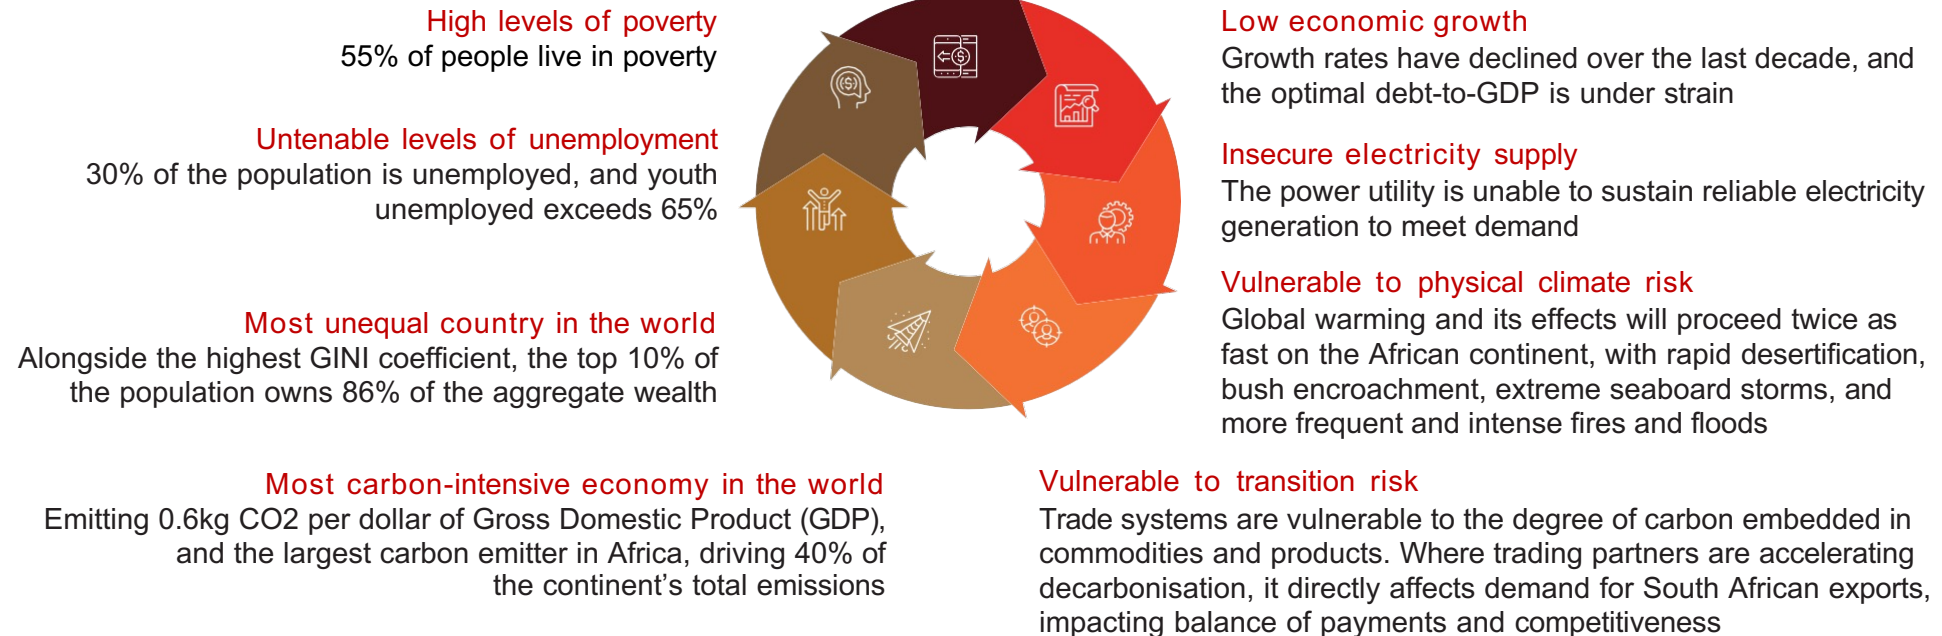 High levels of poverty
55% of people live in poverty
Untenable levels of unemployment
30% of the population is unemployed, and youth
unemployed exceeds 65%
Most unequal country in the world
Alongside the highest GINI coefficient, the top 10% of
the population owns 86% of the aggregate wealth
Most carbon-intensive economy in the world
Emitting 0.6kg CO2 per dollar of Gross Domestic Product (GDP),
and the largest carbon emitter in Africa, driving 40% of
the continent's total emissions
Low economic growth
Growth rates have declined over the last decade, and
the optimal debt-to-GDP is under strain
Insecure electricity supply
The power utility is unable to sustain reliable electricity
generation to meet demand
Vulnerable to physical climate risk
Global warming and its effects will proceed twice as
fast on the African continent, with rapid desertification,
bush encroachment, extreme seaboard storms, and
more frequent and intense fires and floods
Vulnerable to transition risk
Trade systems are vulnerable to the degree of carbon embedded in
commodities and products. Where trading partners are accelerating
decarbonisation, it directly affects demand for South African exports,
impacting balance of payments and competitiveness